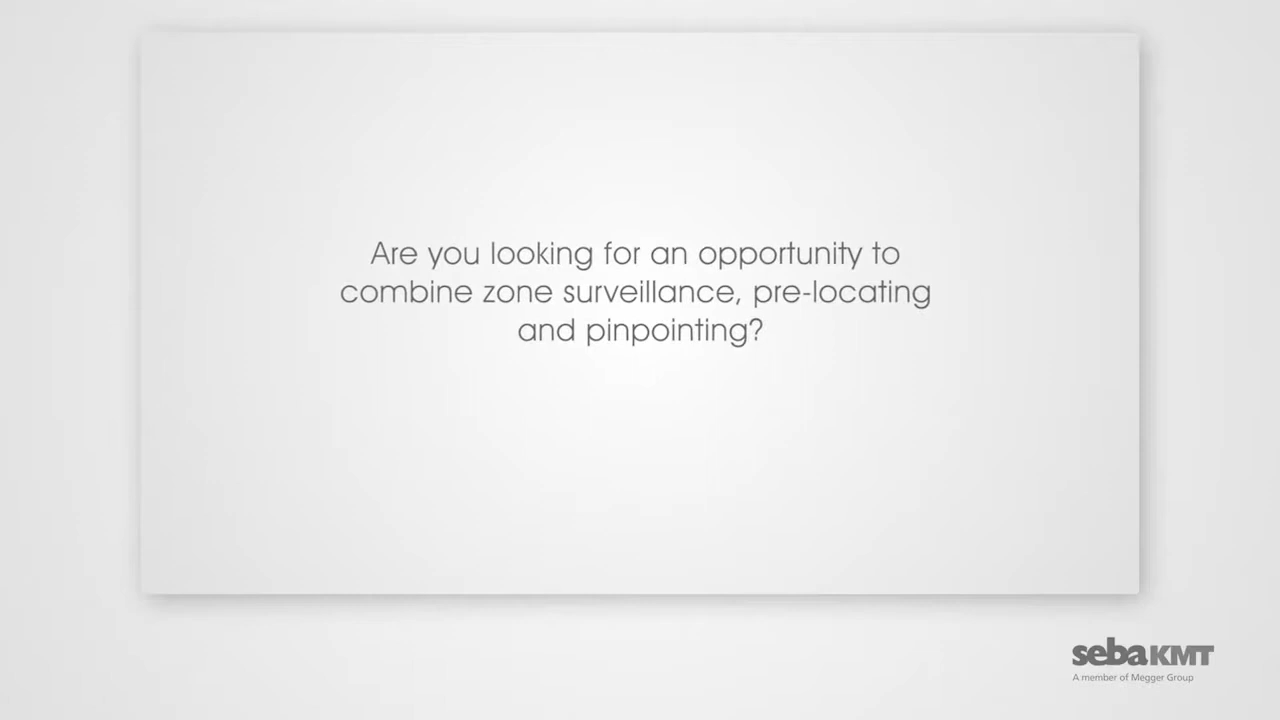 Are you looking for an opportunity to
combine zone surveillance, pre-locating
and pinpointing?
sebaKMT
A member of Megger Group